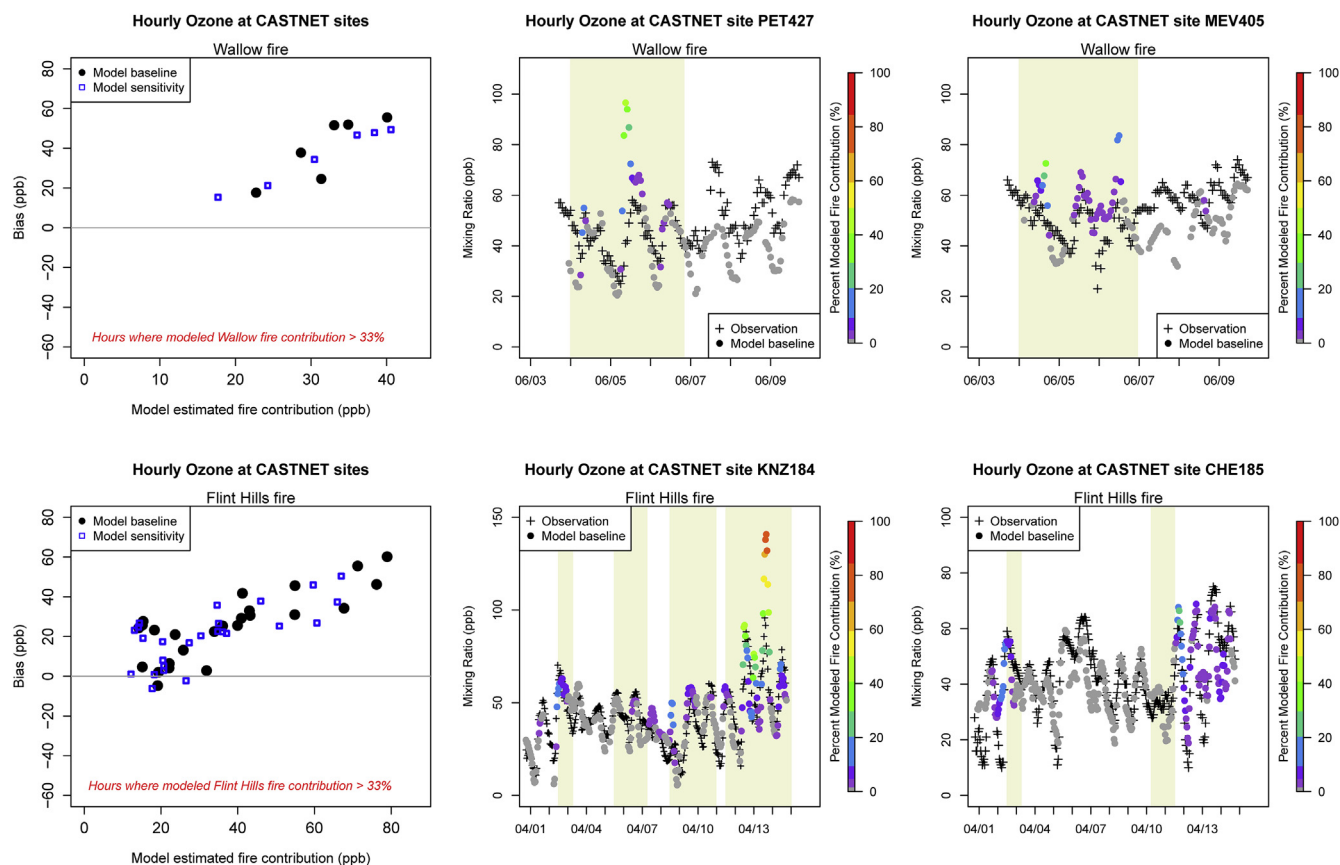 Hourly Ozone at CASTNET sites
Wallow fire
Model baseline
Model sensitivity
80
60
40
20
0
−20
−40
−60
Bias (ppb)
Hours where modeled Wallow fire contribution > 33%
0 10 20 30 40
Model estimated fire contribution (ppb)
Hourly Ozone at CASTNET site PET427
Wallow fire
100
80
60
40
20
0
Mixing Ratio (ppb)
Observation
Model baseline
06/03 06/05 06/07 06/09
100
80
60
40
20
0
Percent Modeled Fire Contribution (%)
Hourly Ozone at CASTNET site MEV405
Wallow fire
100
80
60
40
20
0
Mixing Ratio (ppb)
Observation
Model baseline
06/03 06/05 06/07 06/09
100
80
60
40
20
0
Percent Modeled Fire Contribution (%)
Hourly Ozone at CASTNET sites
Flint Hills fire
Model baseline
Model sensitivity
80
60
40
20
0
−20
−40
−60
Bias (ppb)
Hours where modeled Flint Hills fire contribution > 33%
0 20 40 60 80
Model estimated fire contribution (ppb)
Hourly Ozone at CASTNET site KNZ184
Flint Hills fire
Observation
Model baseline
150
100
50
0
Mixing Ratio (ppb)
04/01 04/04 04/07 04/10 04/13
100
80
60
40
20
0
Percent Modeled Fire Contribution (%)
Hourly Ozone at CASTNET site CHE185
Flint Hills fire
Observation
Model baseline
100
80
60
40
20
0
Mixing Ratio (ppb)
04/01 04/04 04/07 04/10 04/13
100
80
60
40
20
0
Percent Modeled Fire Contribution (%)